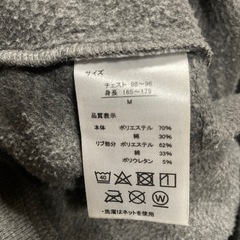 サイズ
チェスト 88~96
身長 165~175
M
品質表示
本体 ポリエステル 70%
綿 30%
リブ部分 ポリエステル 62%
綿 33%
ポリウレタン 5%
40
・洗濯はネットを使用